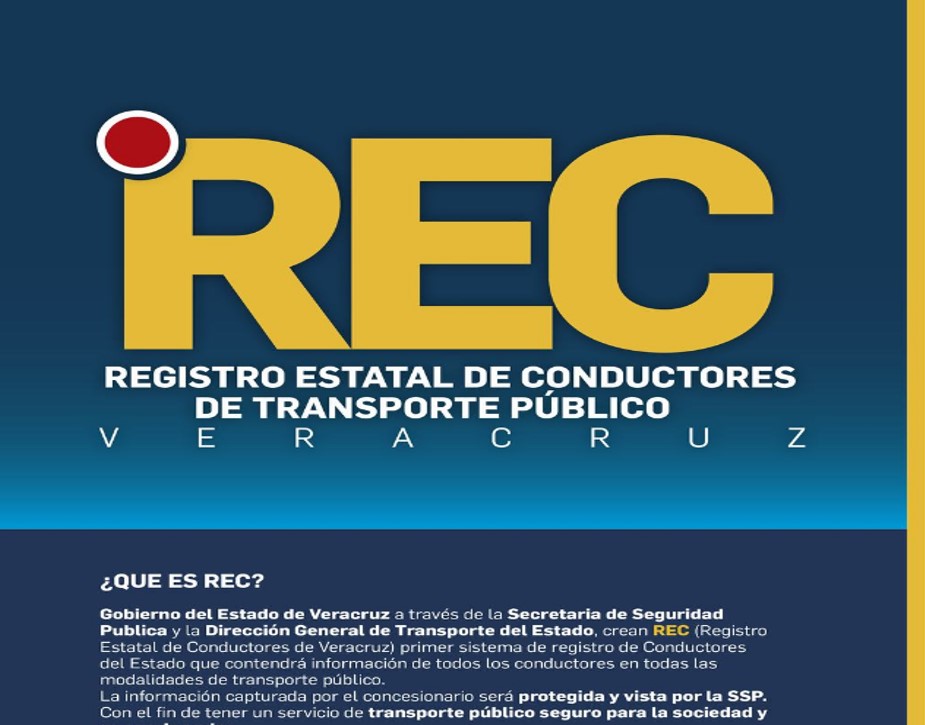 REC
REGISTRO ESTATAL DE CONDUCTORES
DE TRANSPORTE PÚBLICO
VERACRUZ
¿QUE ES REC?
Gobierno del Estado de Veracruz a través de la Secretaria de Seguridad
Publica y la Dirección General de Transporte del Estado, crean REC (Registro
Estatal de Conductores de Veracruz) primer sistema de registro de Conductores
del Estado que contendrá información de todos los conductores en todas las
modalidades de transporte público.
La información capturada por el concesionario será protegida y vista por la SSP.
Con el fin de tener un servicio de transporte público seguro para la sociedad y